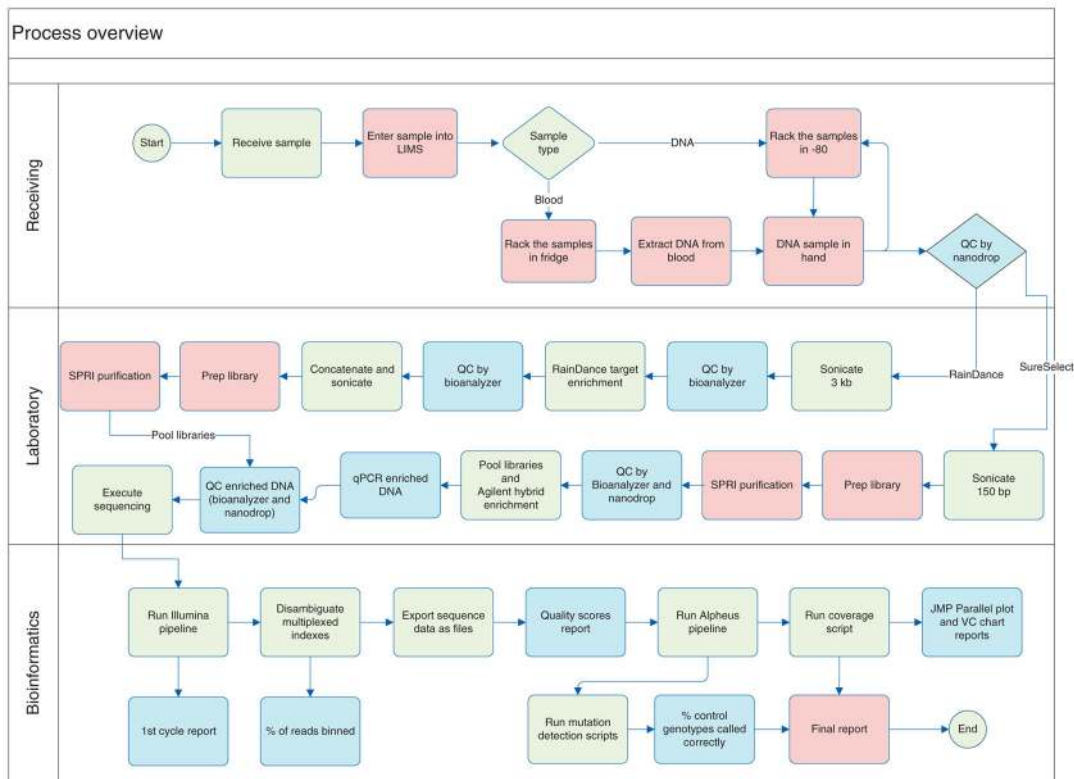 Process overview
Receiving
Start
Receive sample
Enter sample into
LIMS
Sample
type
DNA
Rack the samples
in -80
Blood
Rack the samples
in fridge
Extract DNA from
blood
DNA sample in
hand
QC by
nanodrop
Laboratory
SPRI purification
Prep library
Concatenate and
sonicate
QC by
bioanalyzer
RainDance target
enrichment
QC by
bioanalyzer
Sonicate
3 kb
RainDance
SureSelect
Pool libraries
Execute
sequencing
QC enriched DNA
(bioanalyzer and
nanodrop)
qPCR enriched
DNA
Pool libraries
and
Agilent hybrid
enrichment
QC by
Bioanalyzer and
nanodrop
SPRI purification
Prep library
Sonicate
150 bp
Bioinformatics
Run Illumina
pipeline
Disambiguate
multiplexed
indexes
Export sequence
data as files
Quality scores
report
Run Alpheus
pipeline
Run coverage
script
JMP Parallel plot
and VC chart
reports
1st cycle report
% of reads binned
Run mutation
detection scripts
% control
genotypes called
correctly
Final report
End